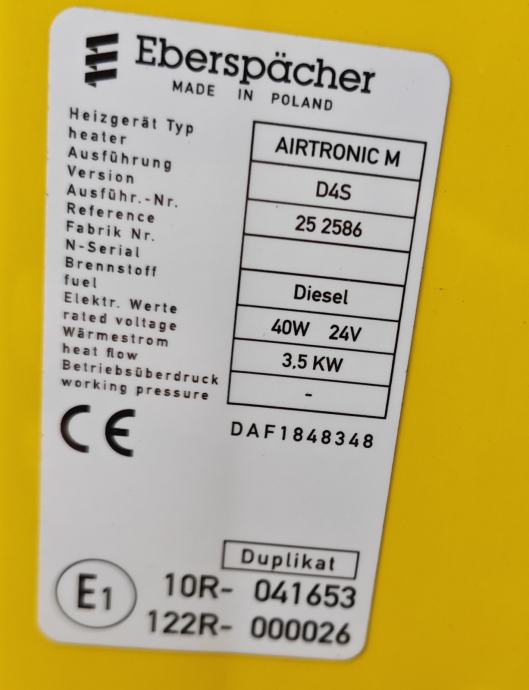 Eberspächer
MADE IN POLAND
Heizgerät Typ
heater
AIRTRONIC M
Ausführung
Version
D4S
Ausführ.-Nr.
Reference
25 2586
Fabrik Nr.
N-Serial
Brennstoff
fuel
Diesel
Elektr. Werte
rated voltage
40W 24V
Wärmestrom
heat flow
3,5 KW
Betriebsüberdruck
working pressure
-
CE
DAF1848348
Duplikat
E1
10R- 041653
122R- 000026